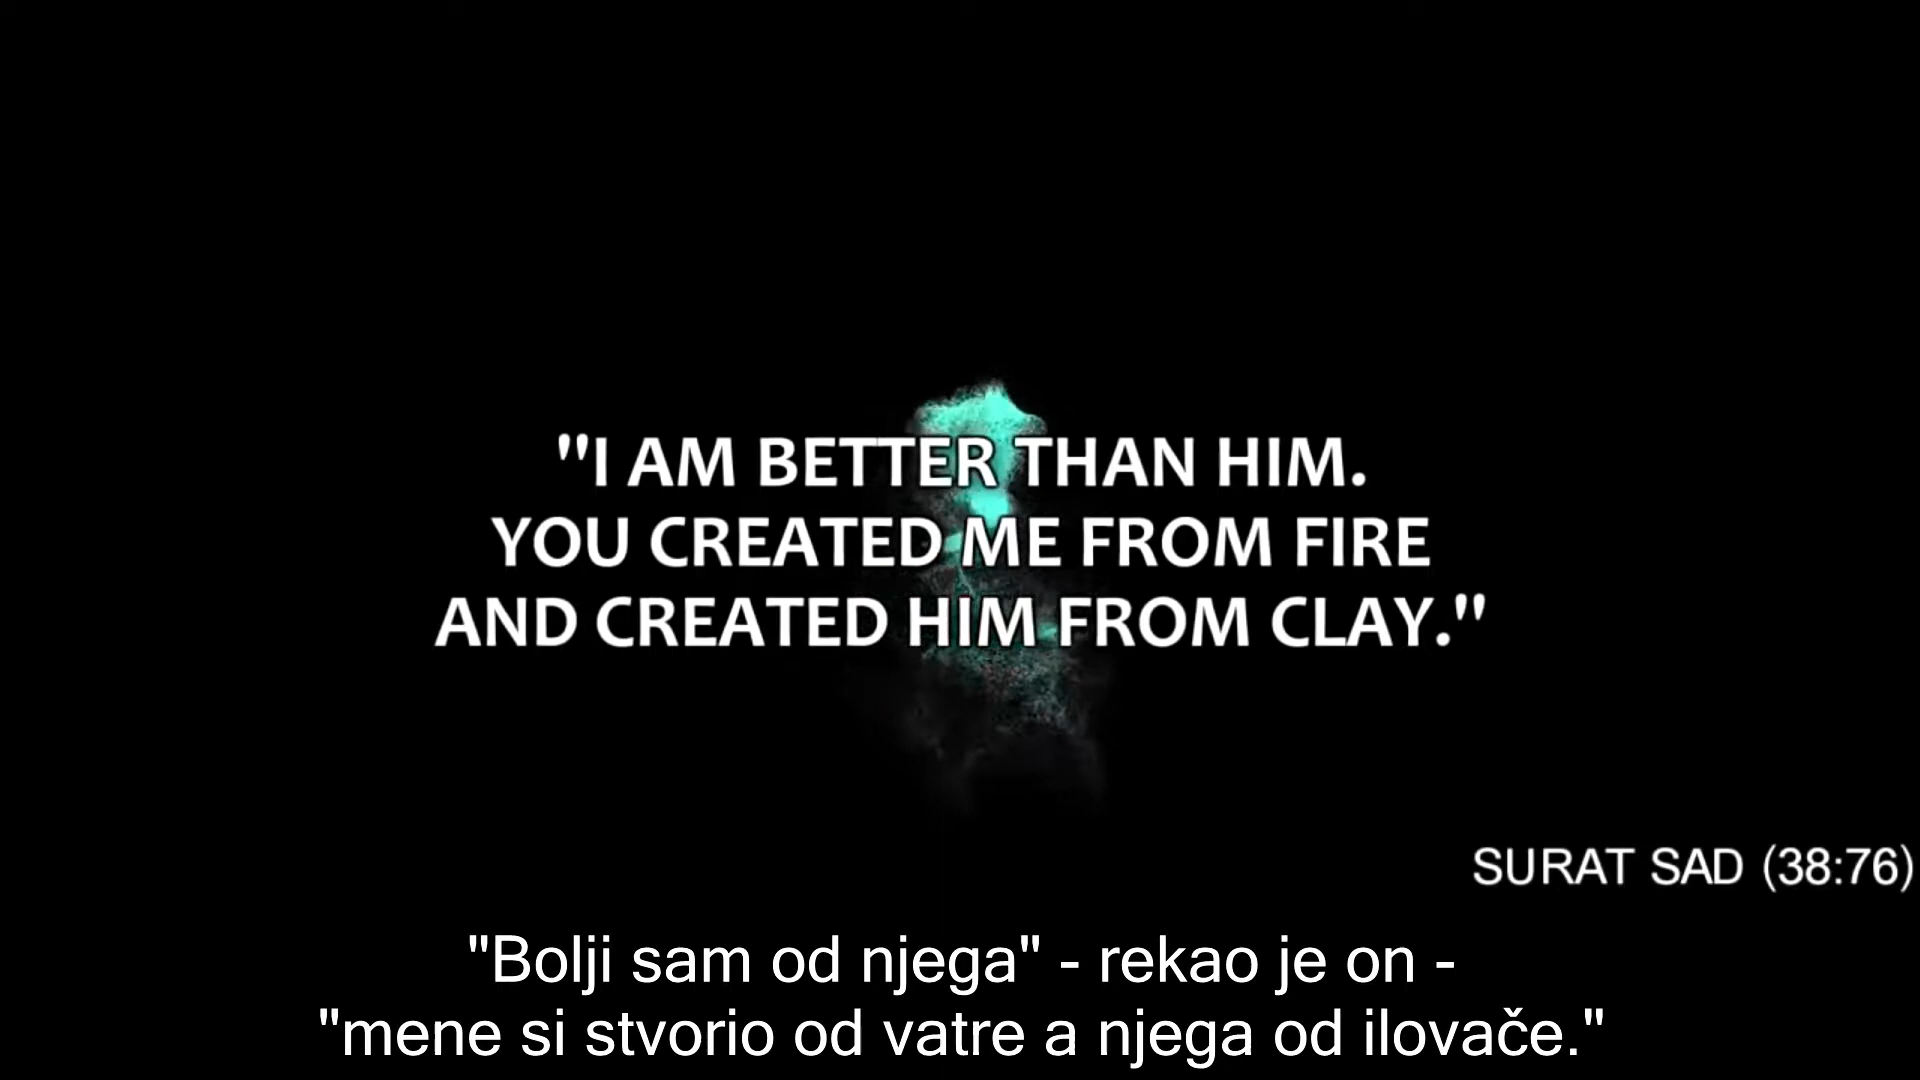 "I AM BETTER THAN HIM.
YOU CREATED ME FROM FIRE
AND CREATED HIM FROM CLAY."
SURAT SAD (38:76)
"Bolji sam od njega" - rekao je on -
"mene si stvorio od vatre a njega od ilovače."